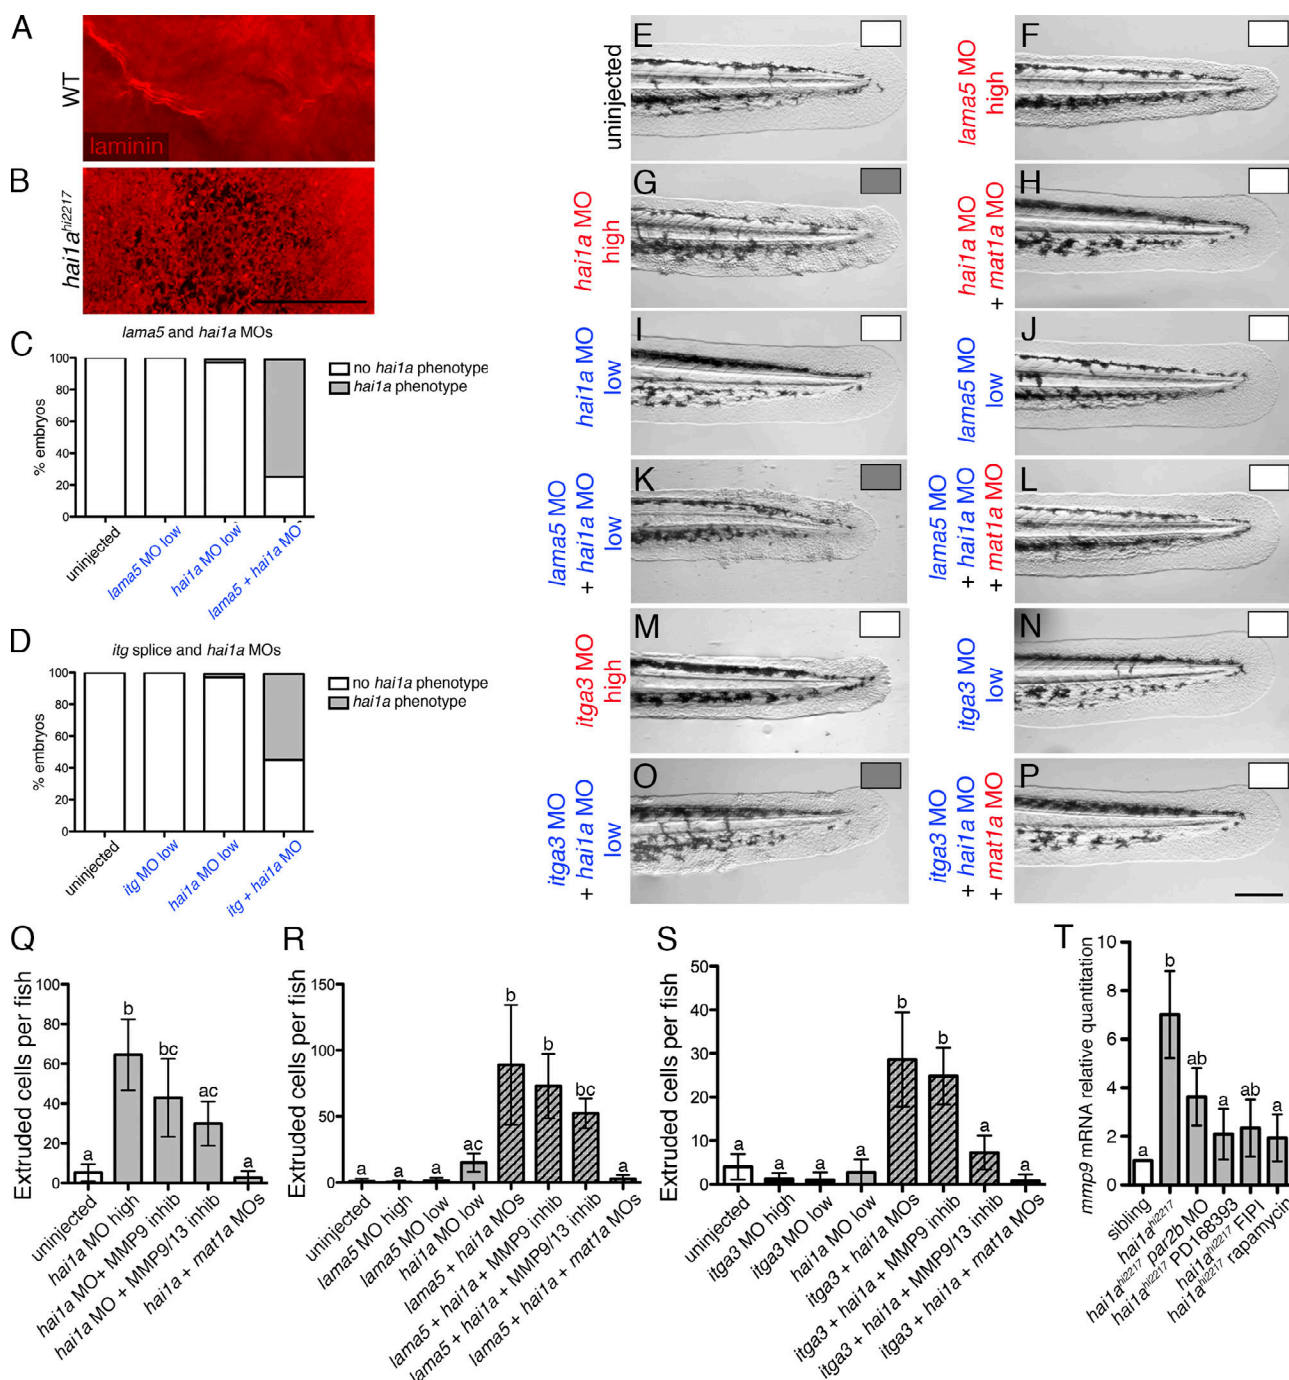 A
WT
laminin
B
hai1a^hi2217
C
lama5 and hai1a MOs
100
80
60
40
20
0
% embryos
no hai1a phenotype
hai1a phenotype
uninjected
lama5 MO low
hai1a MO low
lama5 + hai1a MO
D
itg splice and hai1a MOs
100
80
60
40
20
0
% embryos
no hai1a phenotype
hai1a phenotype
uninjected
itg MO low
hai1a MO low
itg + hai1a MO
E
uninjected
F
lama5 MO
high
G
hai1a MO
high
H
hai1a MO
+ mat1a MO
I
hai1a MO
low
J
lama5 MO
low
K
lama5 MO
+ hai1a MO
low
L
lama5 MO
+ hai1a MO
+ mat1a MO
M
itga3 MO
high
N
itga3 MO
low
O
itga3 MO
+ hai1a MO
low
P
itga3 MO
+ hai1a MO
+ mat1a MO
Q
Extruded cells per fish
100
80
60
40
20
0
a
b
bc
ac
a
uninjected
hai1a MO high
hai1a MO+ MMP9 inhib
hai1a MO + MMP9/13 inhib
hai1a + mat1a MOs
R
Extruded cells per fish
150
100
50
0
a
a
a
ac
b
b
bc
a
uninjected
lama5 MO high
lama5 MO low
hai1a MO low
lama5 + hai1a MOs
lama5 + hai1a + MMP9 inhib
lama5 + hai1a + MMP9/13 inhib
lama5 + hai1a + mat1a MOs
S
Extruded cells per fish
50
40
30
20
10
0
a
a
a
a
b
b
a
a
uninjected
itga3 MO high
itga3 MO low
hai1a MO low
itga3 + hai1a MOs
itga3 + hai1a + MMP9 inhib
itga3 + hai1a + MMP9/13 inhib
itga3 + hai1a + mat1a MOs
T
mmp9 mRNA relative quantitation
10
8
6
4
2
0
a
b
ab
a
ab
a
sibling
hai1a^hi2217
hai1a^hi2217 par2b MO
hai1a^hi2217 PD168393
hai1a^hi2217 FIPI
hai1a^hi2217 rapamycin